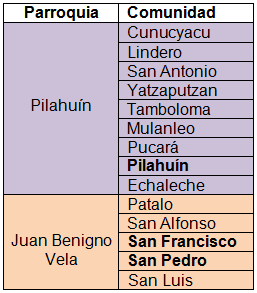 Parroquia Comunidad
Pilahuín
Cunucyacu
Lindero
San Antonio
Yatzaputzan
Tamboloma
Mulanleo
Pucará
Pilahuín
Echaleche
Juan Benigno
Vela
Patalo
San Alfonso
San Francisco
San Pedro
San Luis